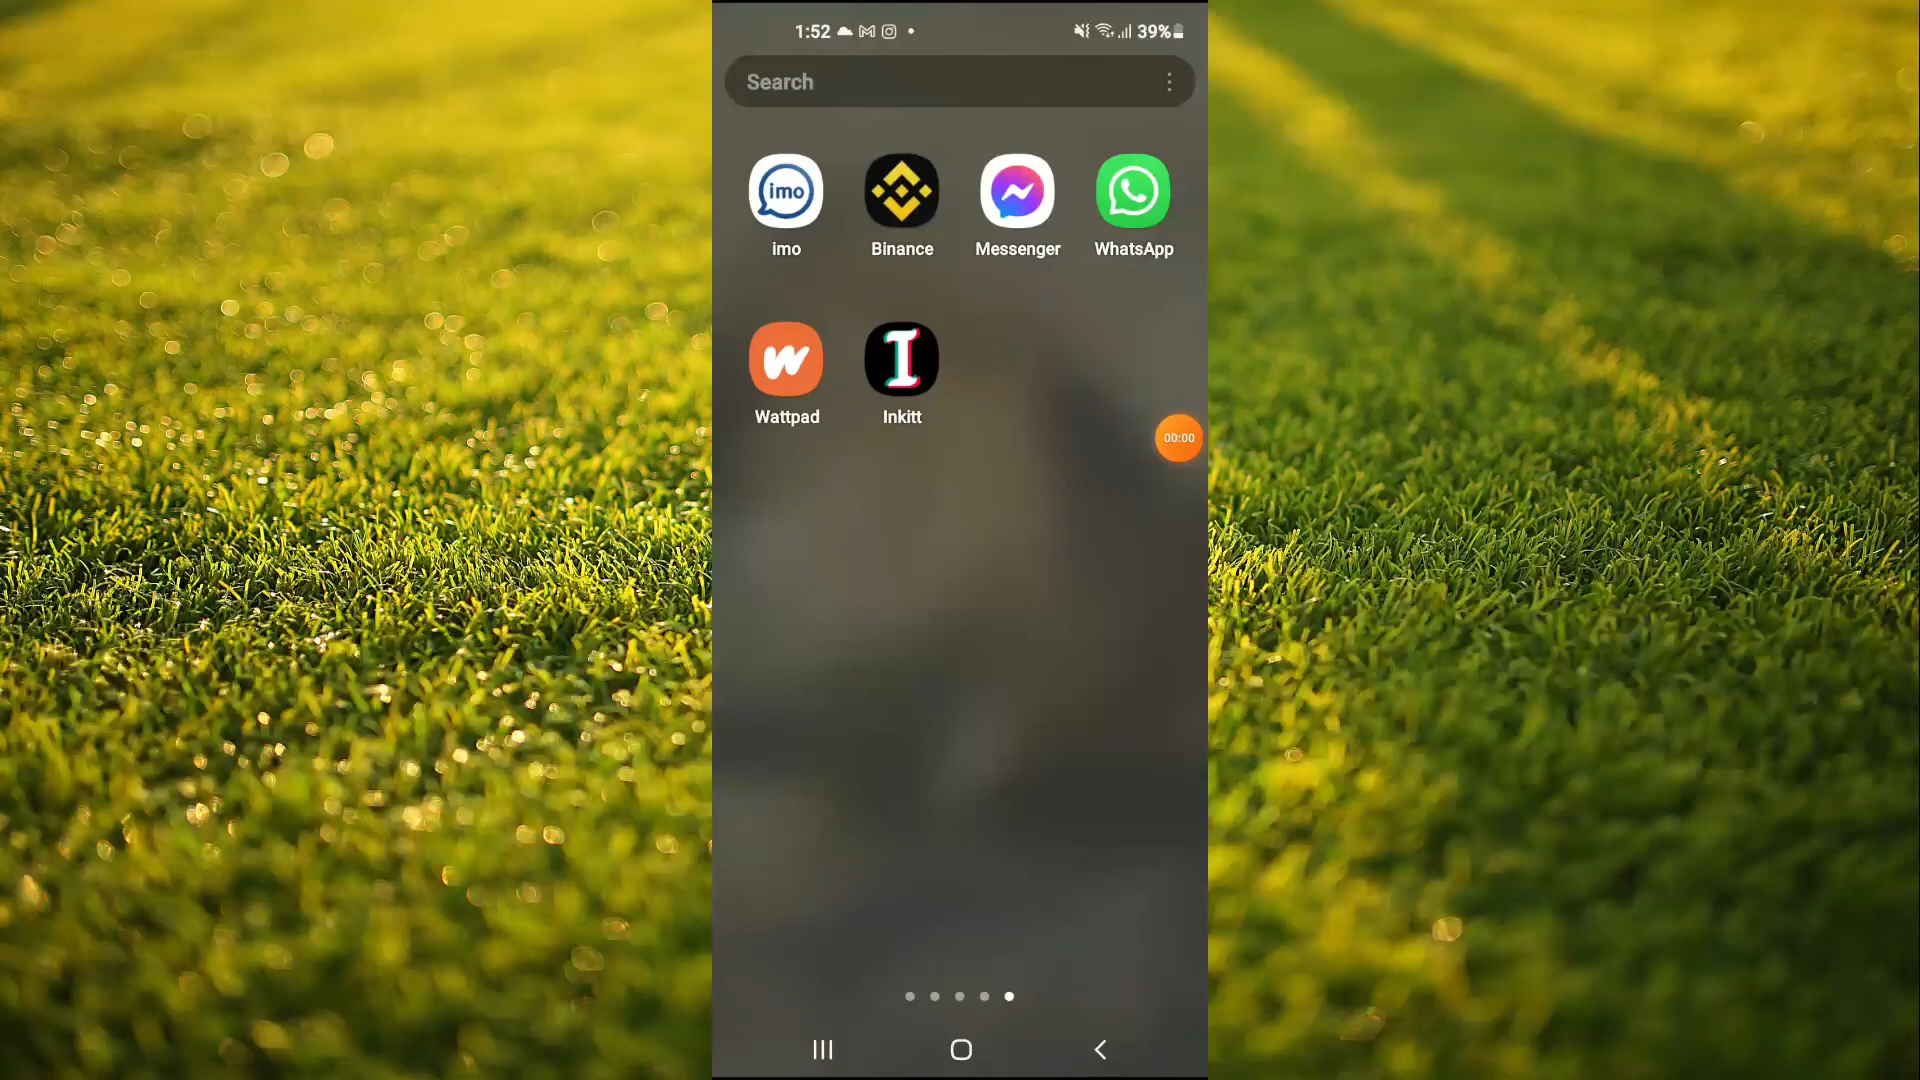 1:52 39%
Search
imo
imo Binance Messenger WhatsApp
Wattpad Inkitt
00:00